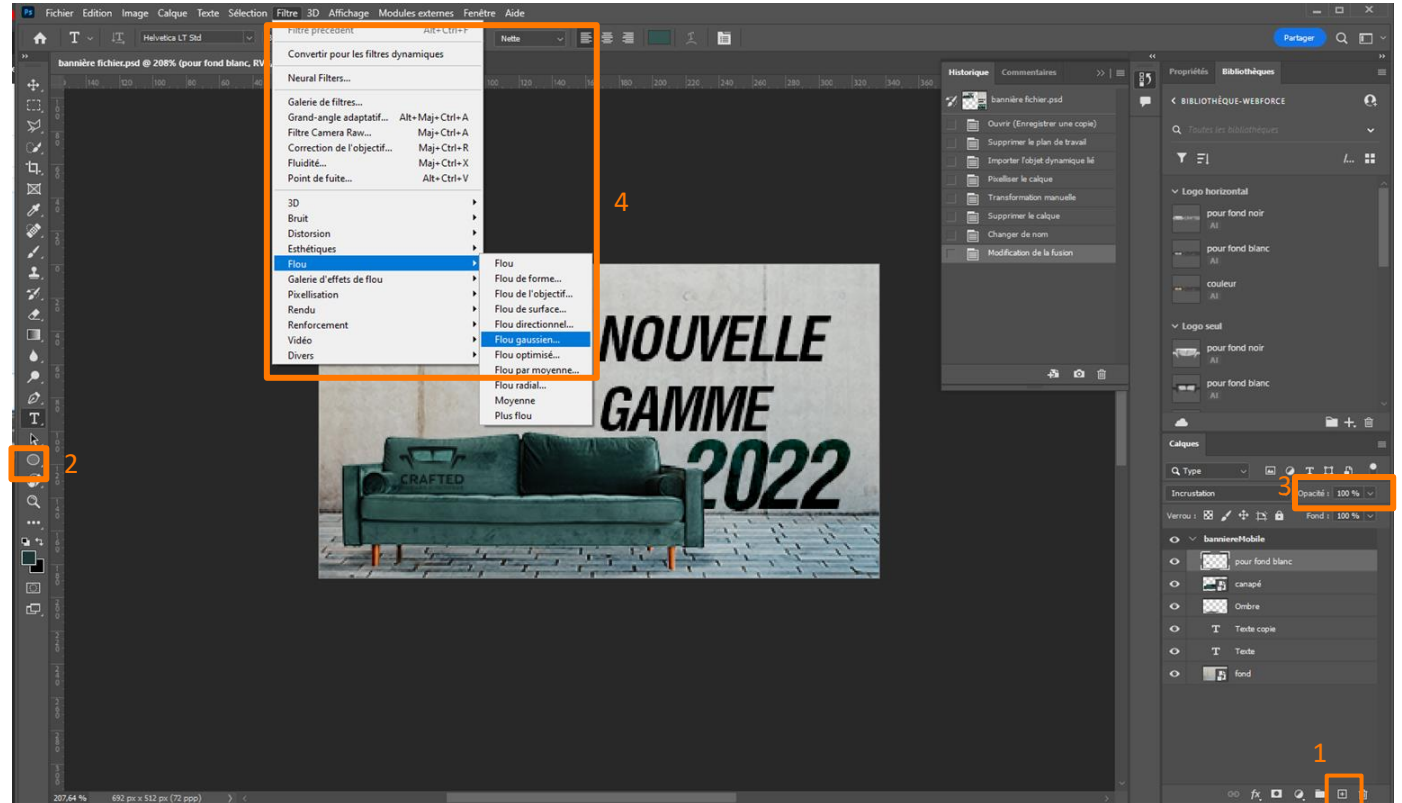 Ps Fichier Edition Image Calque Texte Sélection Filtre 3D Affichage Modules externes Fenêtre Aide
T Helvetica LT Std Nette Partager
bannière fichier.psd @ 208% (pour fond blanc, RV
Filtre précédent Alt+Ctrl+F
Convertir pour les filtres dynamiques
Neural Filters...
Galerie de filtres...
Grand-angle adaptatif... Alt+Maj+Ctrl+A
Filtre Camera Raw... Maj+Ctrl+A
Correction de l'objectif... Maj+Ctrl+R
Fluidité... Maj+Ctrl+X
Point de fuite... Alt+Ctrl+V
3D
Bruit
Distorsion
Esthétiques
Flou
Galerie d'effets de flou
Pixellisation
Rendu
Renforcement
Vidéo
Divers
Flou
Flou de forme...
Flou de l'objectif...
Flou de surface...
Flou directionnel...
Flou gaussien...
Flou optimisé...
Flou par moyenne...
Flou radial...
Moyenne
Plus flou
4
2
NOUVELLE
GAMME
2022
CRAFTED
Historique Commentaires
bannière fichier.psd
Ouvrir (Enregistrer une copie)
Supprimer le plan de travail
Importer l'objet dynamique lié
Pixelliser le calque
Transformation manuelle
Supprimer le calque
Changer de nom
Modification de la fusion
Propriétés Bibliothèques
BIBLIOTHÈQUE-WEBFORCE
Toutes les bibliothèques
Logo horizontal
pour fond noir
AI
pour fond blanc
AI
couleur
AI
Logo seul
pour fond noir
AI
pour fond blanc
AI
Calques
Type
Incrustation 3 Opacité : 100 %
Verrou : Fond : 100 %
banniereMobile
pour fond blanc
canapé
Ombre
T Texte copie
T Texte
fond
1
207,64 % 692 px x 512 px (72 ppp)